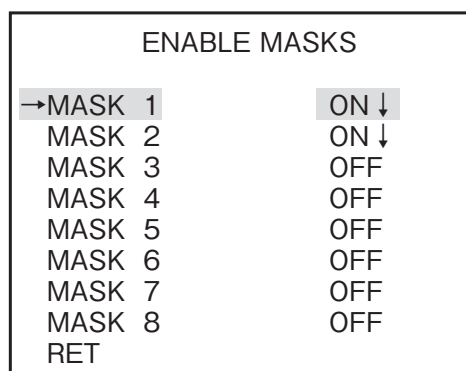 ENABLE MASKS
→MASK 1 ON↓
MASK 2 ON↓
MASK 3 OFF
MASK 4 OFF
MASK 5 OFF
MASK 6 OFF
MASK 7 OFF
MASK 8 OFF
RET